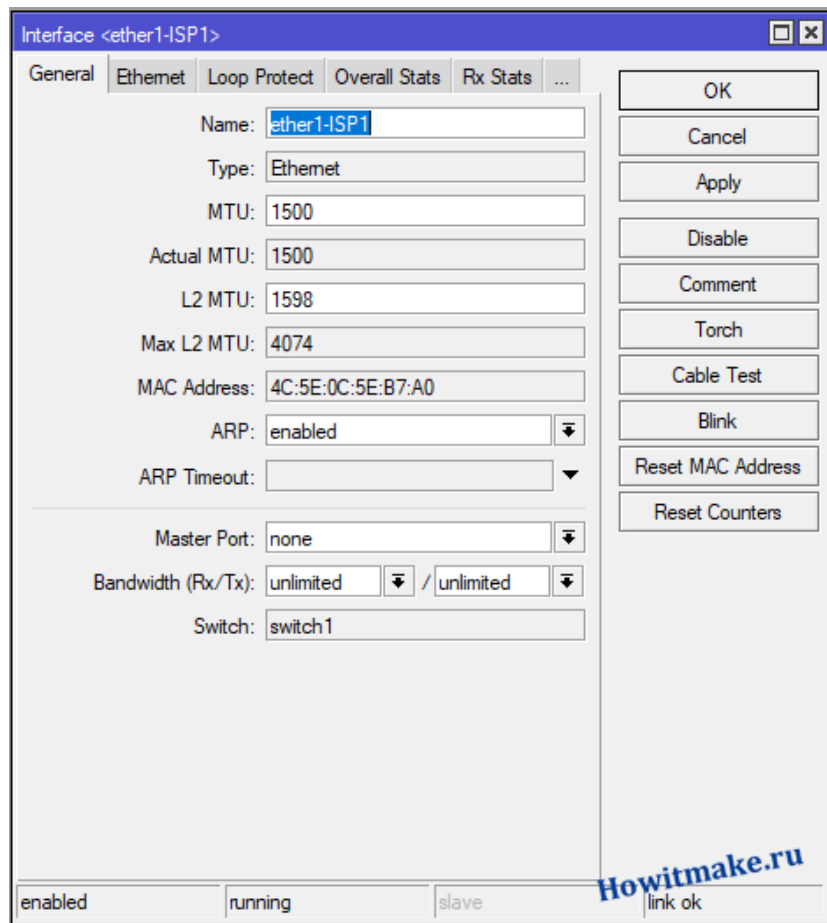 Interface <ether1-ISP1>
General Ethernet Loop Protect Overall Stats Rx Stats ...
Name: ether1-ISP1
Type: Ethernet
MTU: 1500
Actual MTU: 1500
L2 MTU: 1598
Max L2 MTU: 4074
MAC Address: 4C:5E:0C:5E:B7:A0
ARP: enabled
ARP Timeout:
Master Port: none
Bandwidth (Rx/Tx): unlimited / unlimited
Switch: switch1
OK
Cancel
Apply
Disable
Comment
Torch
Cable Test
Blink
Reset MAC Address
Reset Counters
Howitmake.ru
enabled running slave link ok